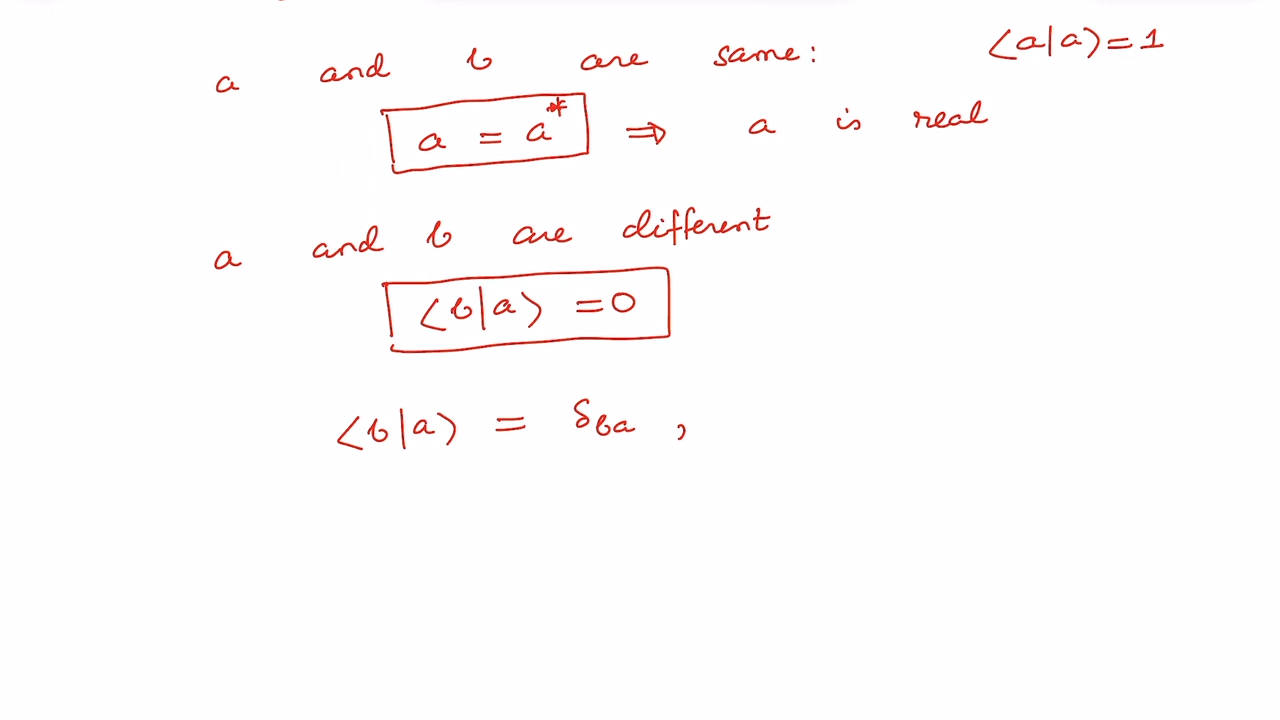 a and b are same: ⟨a|a⟩=1
a = a* ⇒ a is real
a and b are different
⟨b|a⟩ =0
⟨b|a⟩ = δba ,